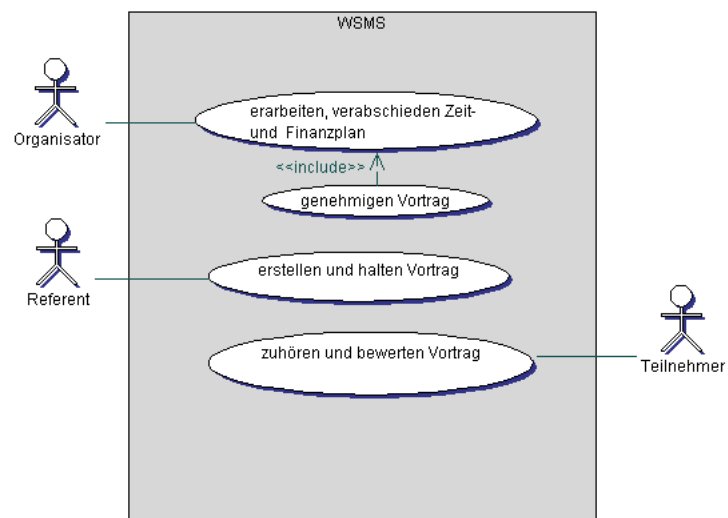 WSMS
erarbeiten, verabschieden Zeit-
und Finanzplan
Organisator
<<include>>
genehmigen Vortrag
erstellen und halten Vortrag
Referent
zuhören und bewerten Vortrag
Teilnehmer